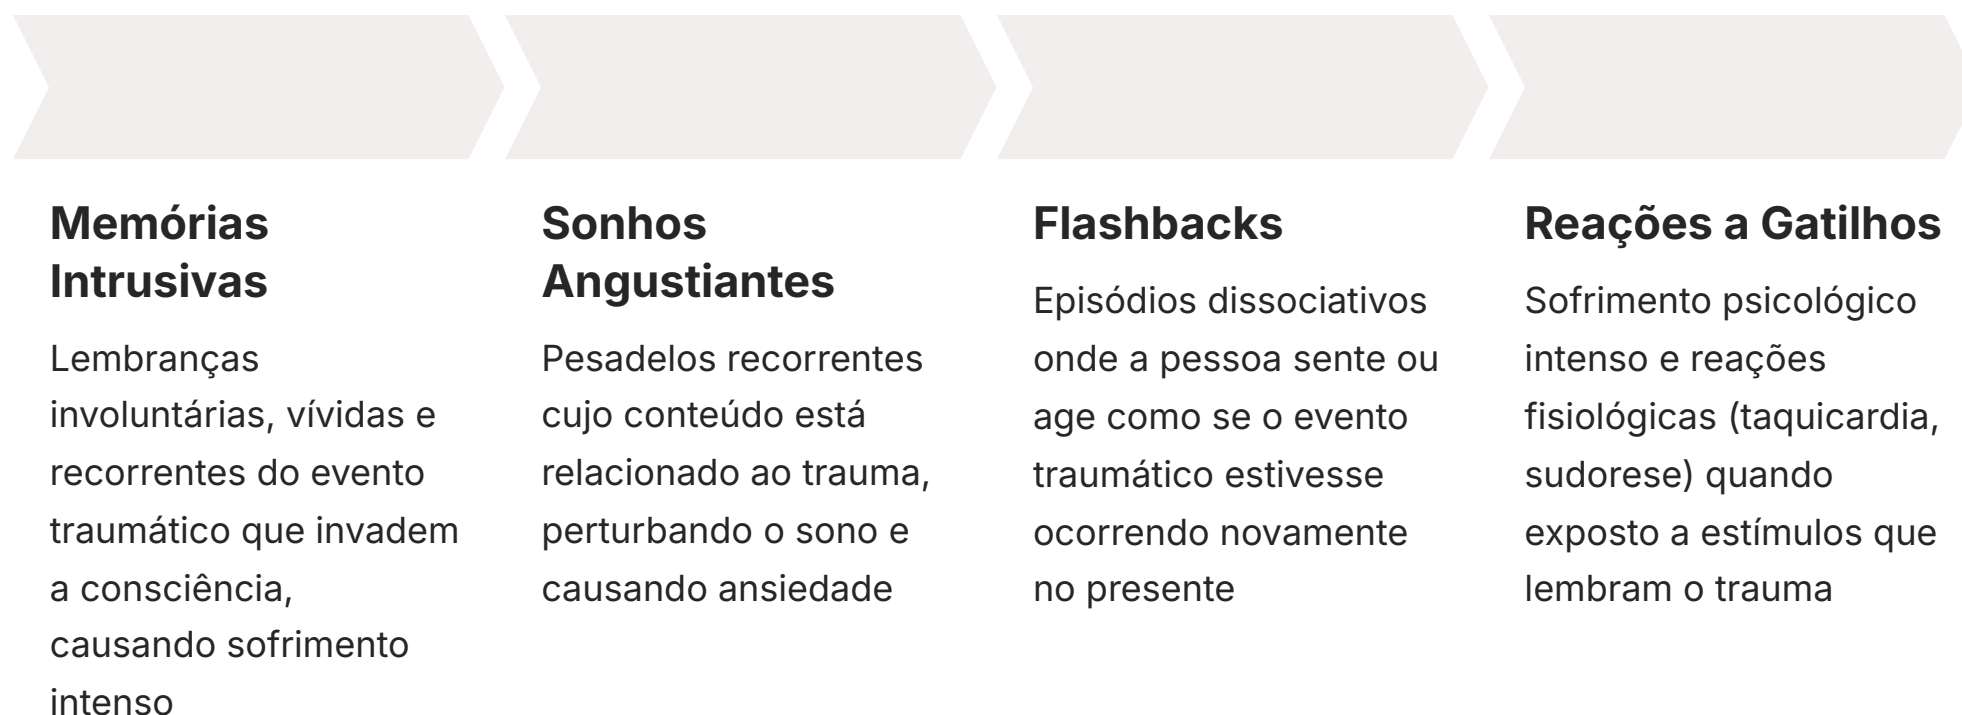 Memórias
Intrusivas
Lembranças
involuntárias, vívidas e
recorrentes do evento
traumático que invadem
a consciência,
causando sofrimento
intenso
Sonhos
Angustiantes
Pesadelos recorrentes
cujo conteúdo está
relacionado ao trauma,
perturbando o sono e
causando ansiedade
Flashbacks
Episódios dissociativos
onde a pessoa sente ou
age como se o evento
traumático estivesse
ocorrendo novamente
no presente
Reações a Gatilhos
Sofrimento psicológico
intenso e reações
fisiológicas (taquicardia,
sudorese) quando
exposto a estímulos que
lembram o trauma